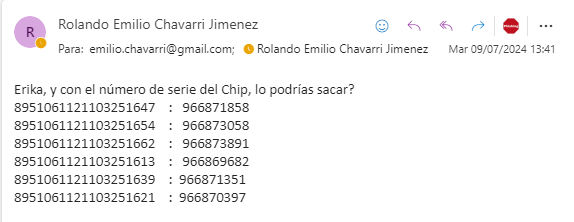 Rolando Emilio Chavarri Jimenez
R
Para: emilio.chavarri@gmail.com; Rolando Emilio Chavarri Jimenez Mar 09/07/2024 13:41
Erika, y con el número de serie del Chip, lo podrías sacar?
8951061121103251647 : 966871858
8951061121103251654 : 966873058
8951061121103251662 : 966873891
8951061121103251613 : 966869682
8951061121103251639 : 966871351
8951061121103251621 : 966870397